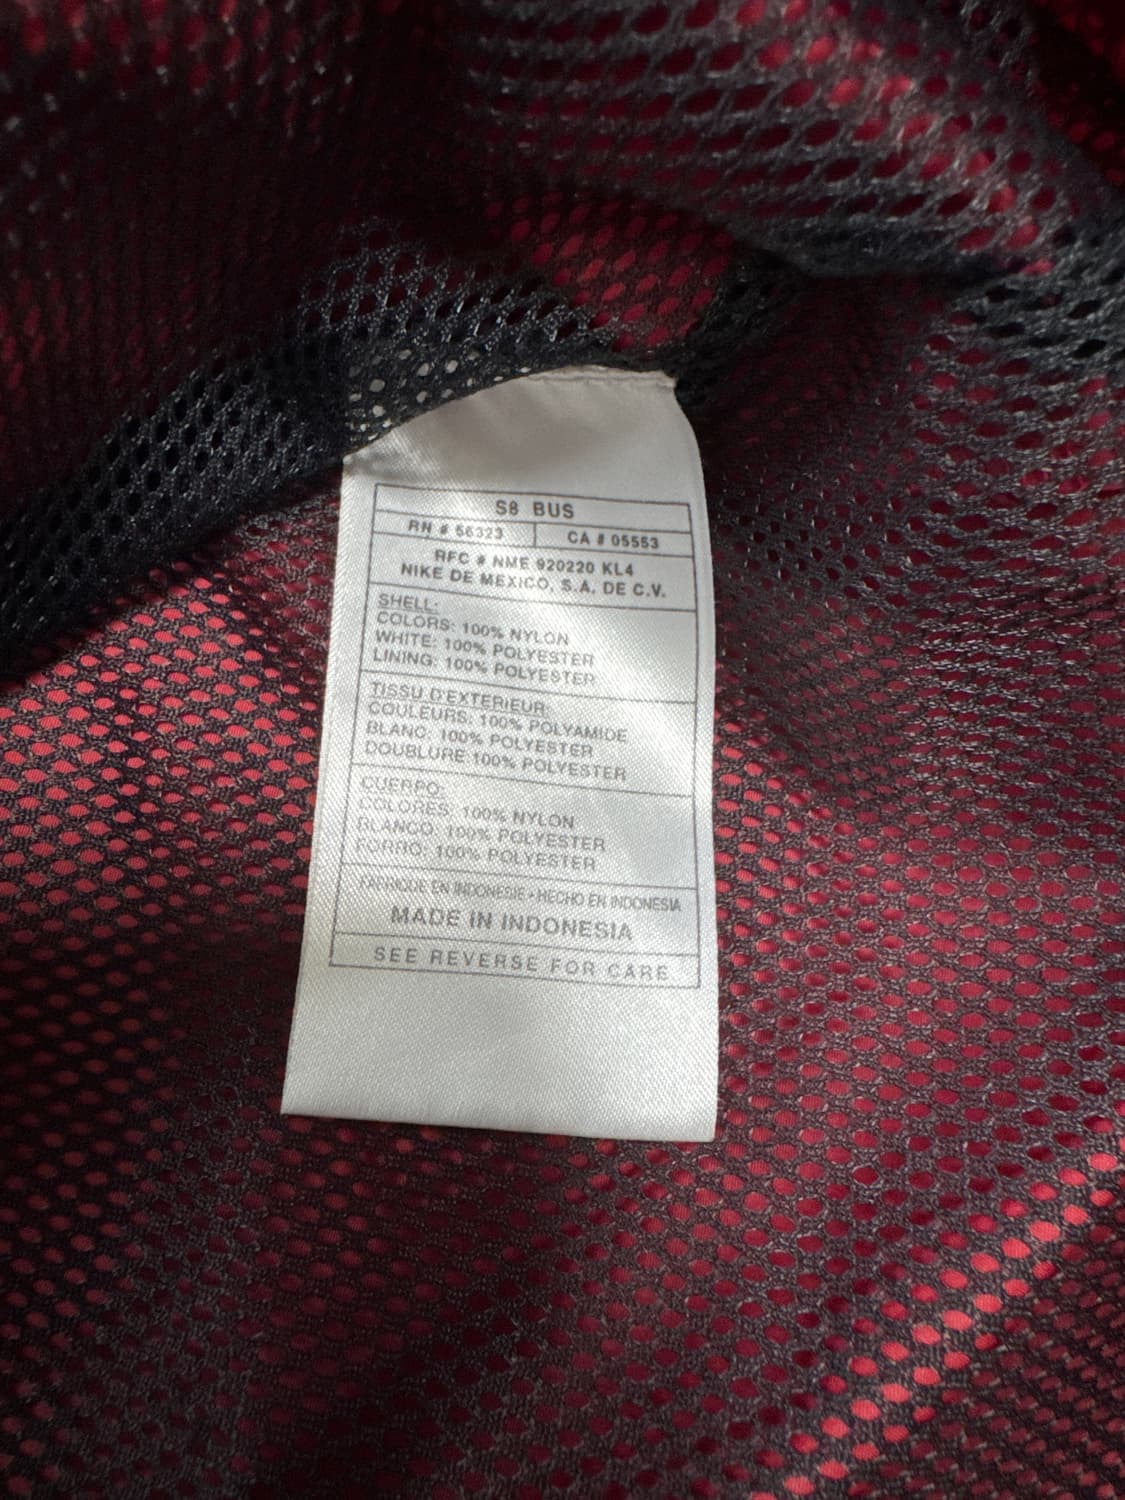 S8 BUS
RN # 56323
CA # 05553
RFC # NME 920220 KL4
NIKE DE MEXICO, S.A. DE C.V.
SHELL:
COLORS: 100% NYLON
WHITE: 100% POLYESTER
LINING: 100% POLYESTER
TISSU D'EXTERIEUR:
COULEURS: 100% POLYAMIDE
BLANC: 100% POLYESTER
DOUBLURE:100% POLYESTER
CUERPO:
COLORES: 100% NYLON
BLANCO: 100% POLYESTER
FORRO: 100% POLYESTER
FABRIQUE EN INDONESIE • HECHO EN INDONESIA
MADE IN INDONESIA
SEE REVERSE FOR CARE